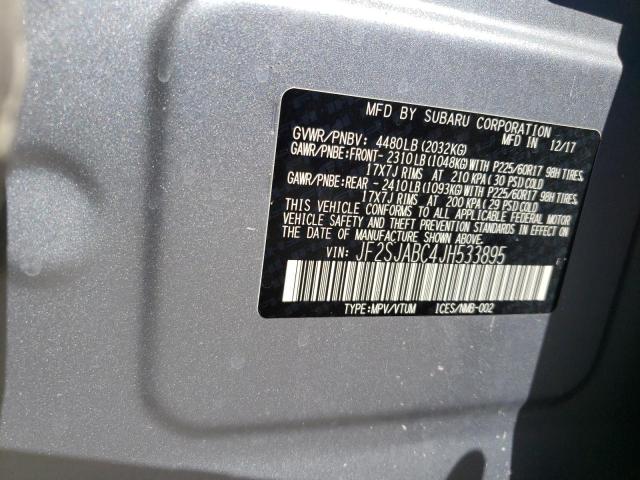 MFD BY SUBARU CORPORATION
GVWR/PNBV: 4480LB (2032KG) MFD IN 12/17
GAWR/PNBE:FRONT- 2310LB (1048KG) WITH P225/60R17 98H TIRES,
17X7J RIMS AT 210 KPA (30 PSI) COLD
GAWR/PNBE:REAR - 2410LB (1093KG) WITH P225/60R17 98H TIRES,
17X7J RIMS AT 200 KPA (29 PSI) COLD
THIS VEHICLE CONFORMS TO ALL APPLICABLE FEDERAL MOTOR
VEHICLE SAFETY AND THEFT PREVENTION STANDARDS IN EFFECT
ON THE DATE OF MANUFACTURE SHOWN ABOVE.
VIN: JF2SJABC4JH533895
TYPE:MPV/VTUM ICES/NMB-002